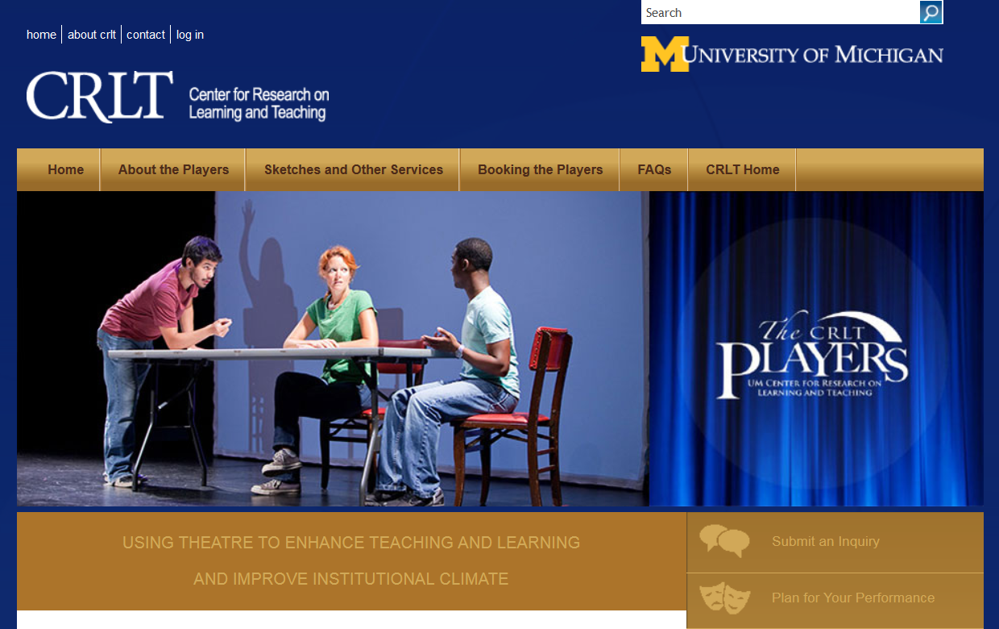 Search
home
about crlt
contact
log in
UNIVERSITY OF MICHIGAN
CRLT
Center for Research on
Learning and Teaching
Home
About the Players
Sketches and Other Services
Booking the Players
FAQs
CRLT Home
The CRLT
PLAYERS
UM CENTER FOR RESEARCH ON
LEARNING AND TEACHING
USING THEATRE TO ENHANCE TEACHING AND LEARNING
AND IMPROVE INSTITUTIONAL CLIMATE
Submit an Inquiry
Plan for Your Performance